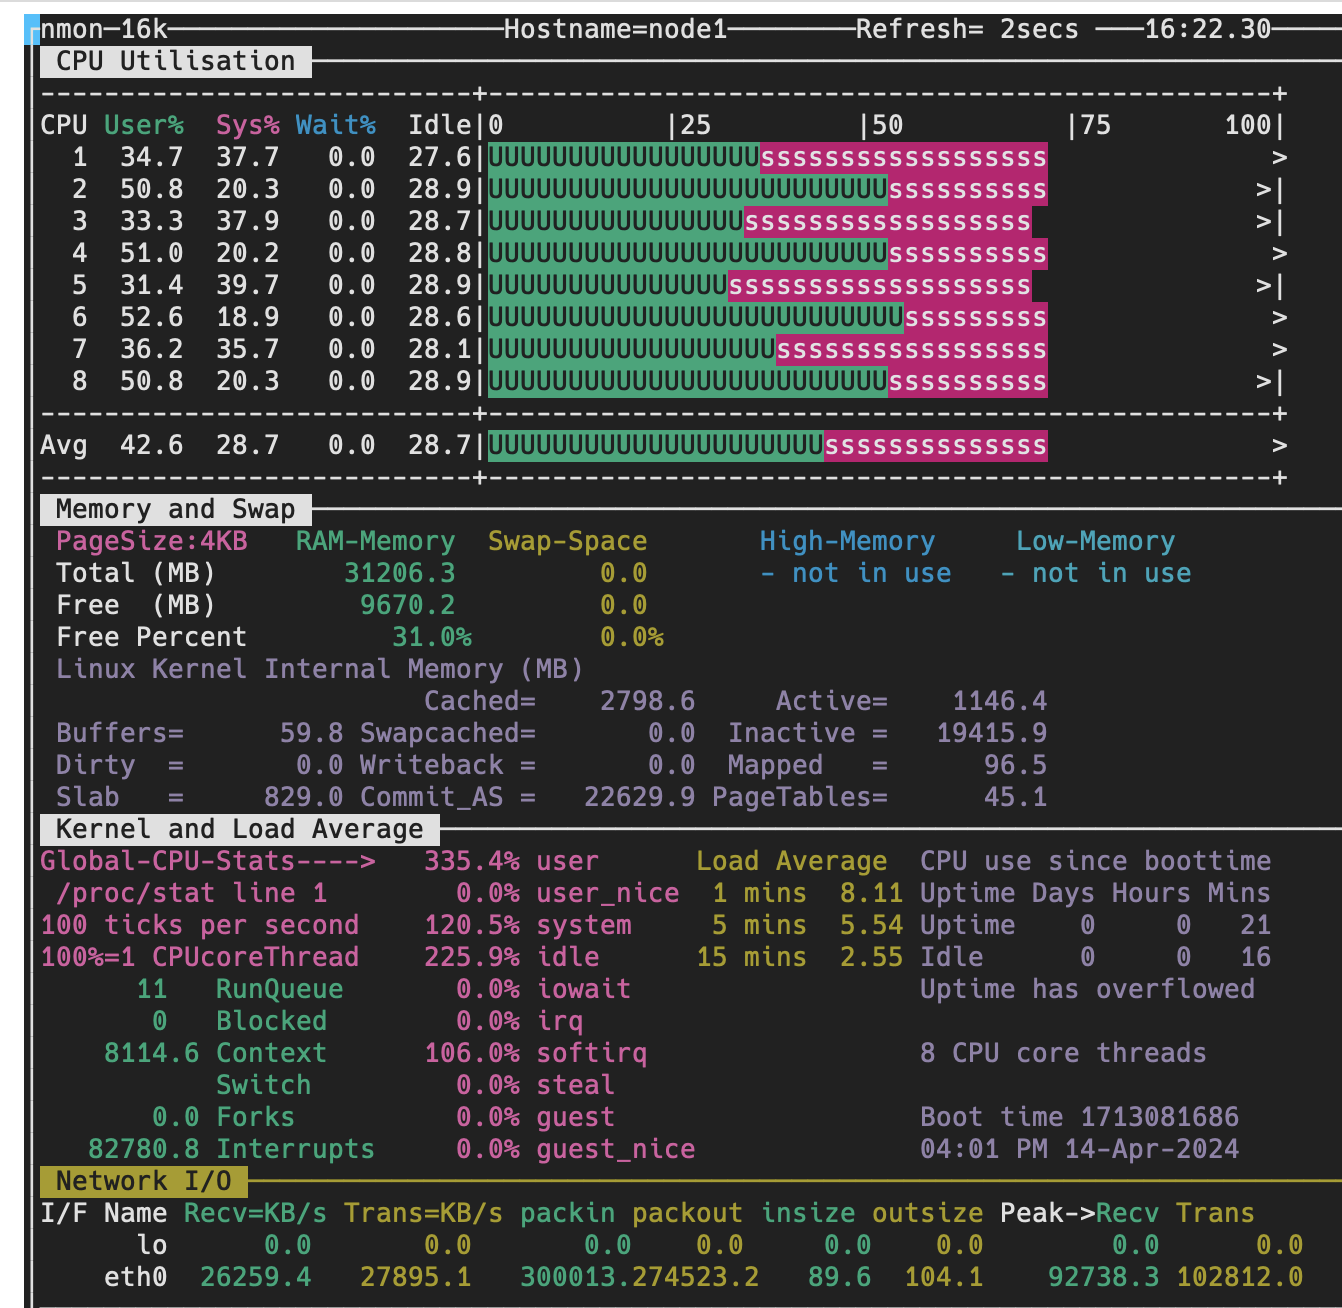 nmon─16k─────────────────────Hostname=node1────────Refresh= 2secs ───16:22.30────
CPU Utilisation
---------------------------+-------------------------------------------------+
CPU User%  Sys% Wait%  Idle|0          |25         |50          |75       100|
1  34.7  37.7   0.0  27.6|UUUUUUUUUUUUUUUUUssssssssssssssssss              >
2  50.8  20.3   0.0  28.9|UUUUUUUUUUUUUUUUUUUUUUUUUssssssssss             >|
3  33.3  37.9   0.0  28.7|UUUUUUUUUUUUUUUUssssssssssssssssss              >|
4  51.0  20.2   0.0  28.8|UUUUUUUUUUUUUUUUUUUUUUUUUssssssssss              >
5  31.4  39.7   0.0  28.9|UUUUUUUUUUUUUUUsssssssssssssssssss              >|
6  52.6  18.9   0.0  28.6|UUUUUUUUUUUUUUUUUUUUUUUUUUsssssssss              >
7  36.2  35.7   0.0  28.1|UUUUUUUUUUUUUUUUUUsssssssssssssssss              >
8  50.8  20.3   0.0  28.9|UUUUUUUUUUUUUUUUUUUUUUUUUssssssssss             >|
---------------------------+-------------------------------------------------+
Avg  42.6  28.7   0.0  28.7|UUUUUUUUUUUUUUUUUUUUUssssssssssssss              >
---------------------------+-------------------------------------------------+
Memory and Swap
PageSize:4KB   RAM-Memory  Swap-Space       High-Memory     Low-Memory
Total (MB)        31206.3         0.0       - not in use   - not in use
Free  (MB)         9670.2         0.0
Free Percent         31.0%        0.0%
Linux Kernel Internal Memory (MB)
Cached=    2798.6     Active=    1146.4
Buffers=      59.8 Swapcached=       0.0  Inactive =   19415.9
Dirty  =       0.0 Writeback =       0.0  Mapped   =      96.5
Slab   =     829.0 Commit_AS =   22629.9 PageTables=      45.1
Kernel and Load Average
Global-CPU-Stats---->   335.4% user      Load Average  CPU use since boottime
/proc/stat line 1        0.0% user_nice  1 mins  8.11 Uptime Days Hours Mins
100 ticks per second    120.5% system     5 mins  5.54 Uptime    0     0   21
100%=1 CPUcoreThread    225.9% idle      15 mins  2.55 Idle      0     0   16
11   RunQueue       0.0% iowait                  Uptime has overflowed
0   Blocked        0.0% irq
8114.6 Context      106.0% softirq                 8 CPU core threads
Switch         0.0% steal
0.0 Forks          0.0% guest                   Boot time 1713081686
82780.8 Interrupts     0.0% guest_nice              04:01 PM 14-Apr-2024
Network I/O
I/F Name Recv=KB/s Trans=KB/s packin packout insize outsize Peak->Recv Trans
lo      0.0       0.0       0.0    0.0     0.0    0.0        0.0      0.0
eth0  26259.4   27895.1   300013.274523.2   89.6  104.1    92738.3 102812.0